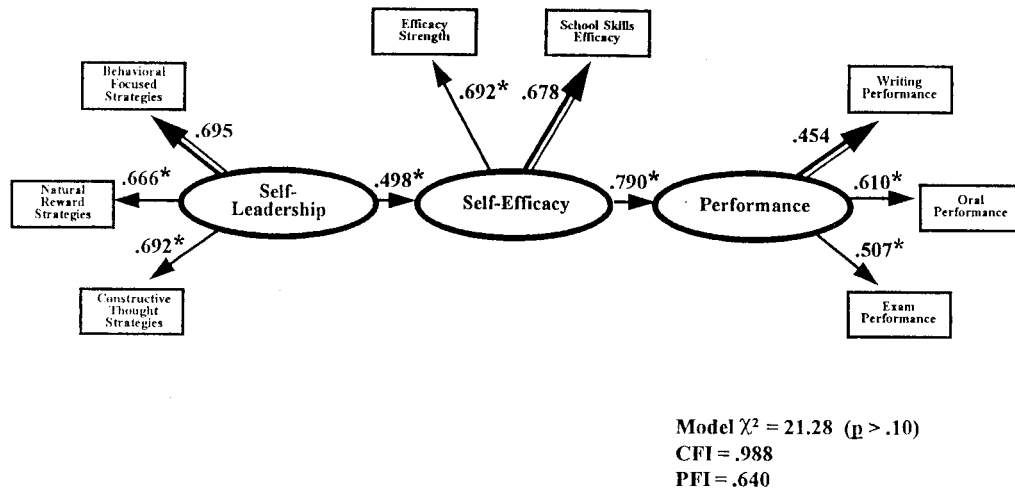 Efficacy
Strength
School Skills
Efficacy
Behavioral
Focused
Strategies
Writing
Performance
.692*
.678
.695
.454
Natural
Reward
Strategies
.666*
Self-
Leadership
.498*
Self-Efficacy
.790*
Performance
.610*
Oral
Performance
.692*
.507*
Constructive
Thought
Strategies
Exam
Performance
Model χ² = 21.28 (p > .10)
CFI = .988
PFI = .640